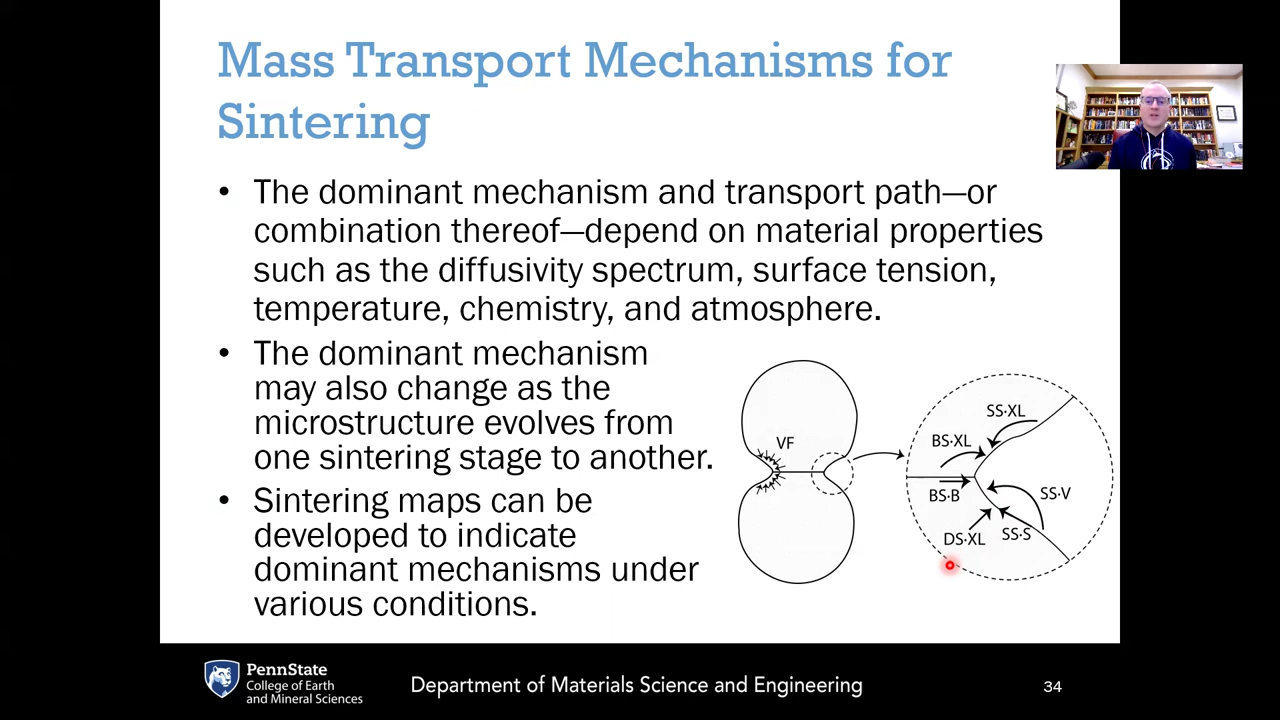 Mass Transport Mechanisms for
Sintering
• The dominant mechanism and transport path—or
combination thereof—depend on material properties
such as the diffusivity spectrum, surface tension,
temperature, chemistry, and atmosphere.
• The dominant mechanism
may also change as the
microstructure evolves from
one sintering stage to another.
• Sintering maps can be
developed to indicate
dominant mechanisms under
various conditions.
VF
SS·XL
BS·XL
BS·B
SS·V
DS·XL
SS·S
PennState
College of Earth
and Mineral Sciences
Department of Materials Science and Engineering
34